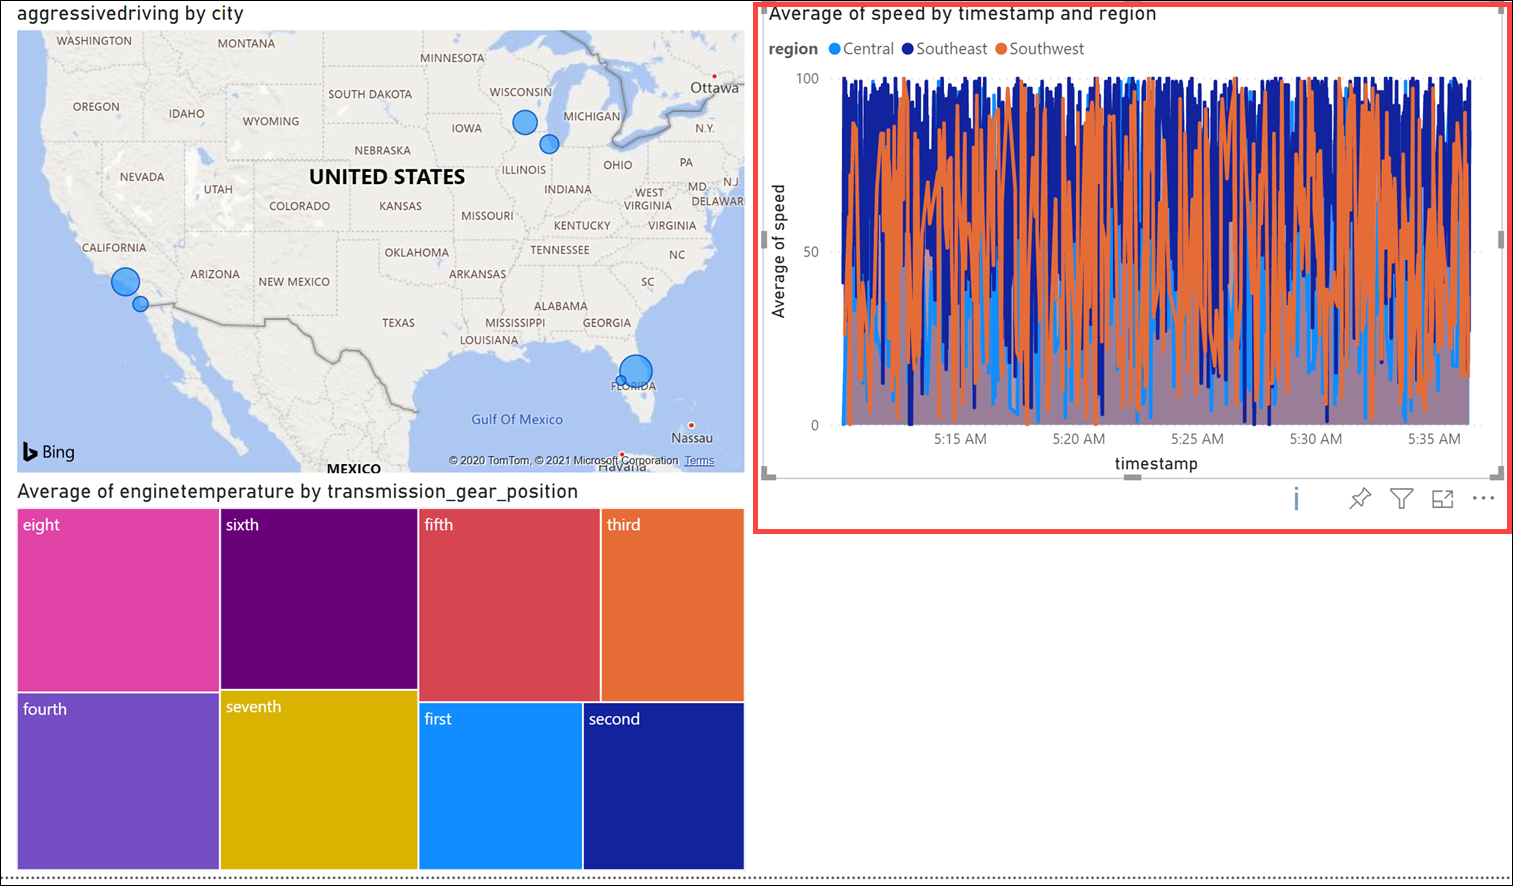 aggressivedriving by city
WASHINGTON
MONTANA
MINNESOTA
Ottawa
OREGON
IDAHO
SOUTH DAKOTA
WISCONSIN
WYOMING
MICHIGAN
IOWA
N.Y.
NEBRASKA
ILLINOIS
OHIO
PA
NEVADA
UTAH
UNITED STATES
INDIANA
WEST
VIRGINIA
MD.
N.J.
DELAWAR
COLORADO
KANSAS
MISSOURI
KENTUCKY
VIRGINIA
CALIFORNIA
OKLAHOMA
TENNESSEE
NC
ARIZONA
NEW MEXICO
ARKANSAS
SC
ALABAMA
TEXAS
MISSISSIPPI
GEORGIA
LOUISIANA
FLORIDA
Gulf Of Mexico
Nassau
Bing
MEXICO
Havana
© 2020 TomTom, © 2021 Microsoft Corporation Terms
Average of speed by timestamp and region
region Central Southeast Southwest
100
50
0
Average of speed
5:15 AM 5:20 AM 5:25 AM 5:30 AM 5:35 AM
timestamp
Average of enginetemperature by transmission_gear_position
eight
sixth
fifth
third
fourth
seventh
first
second